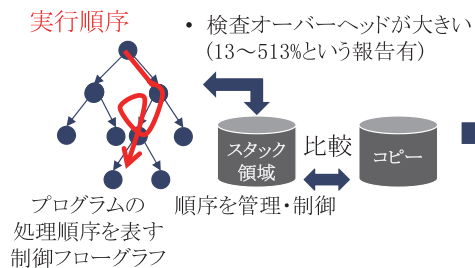 実行順序
• 検査オーバーヘッドが大きい
(13～513%という報告有)
スタック
領域
比較
コピー
順序を管理・制御
プログラムの
処理順序を表す
制御フローグラフ